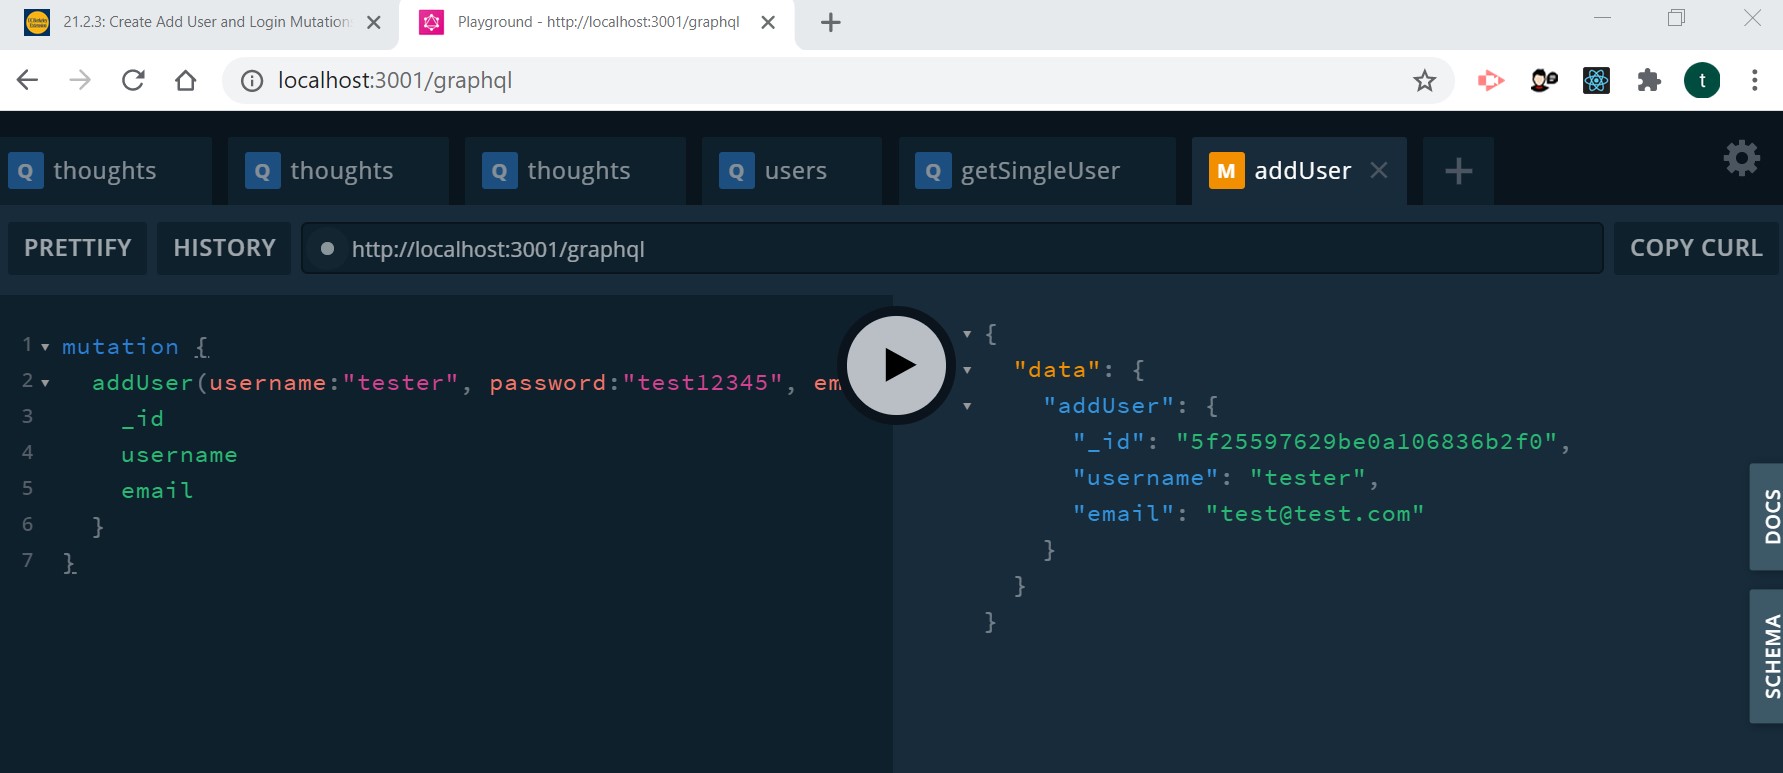 21.2.3: Create Add User and Login Mutation
Playground - http://localhost:3001/graphql
localhost:3001/graphql
t
Q thoughts
Q thoughts
Q thoughts
Q users
Q getSingleUser
M addUser
PRETTIFY
HISTORY
http://localhost:3001/graphql
COPY CURL
1 mutation {
2 addUser(username:"tester", password:"test12345", em
3 _id
4 username
5 email
6 }
7 }
{
"data": {
"addUser": {
"_id": "5f25597629be0a106836b2f0",
"username": "tester",
"email": "test@test.com"
}
}
}
DOCS
SCHEMA